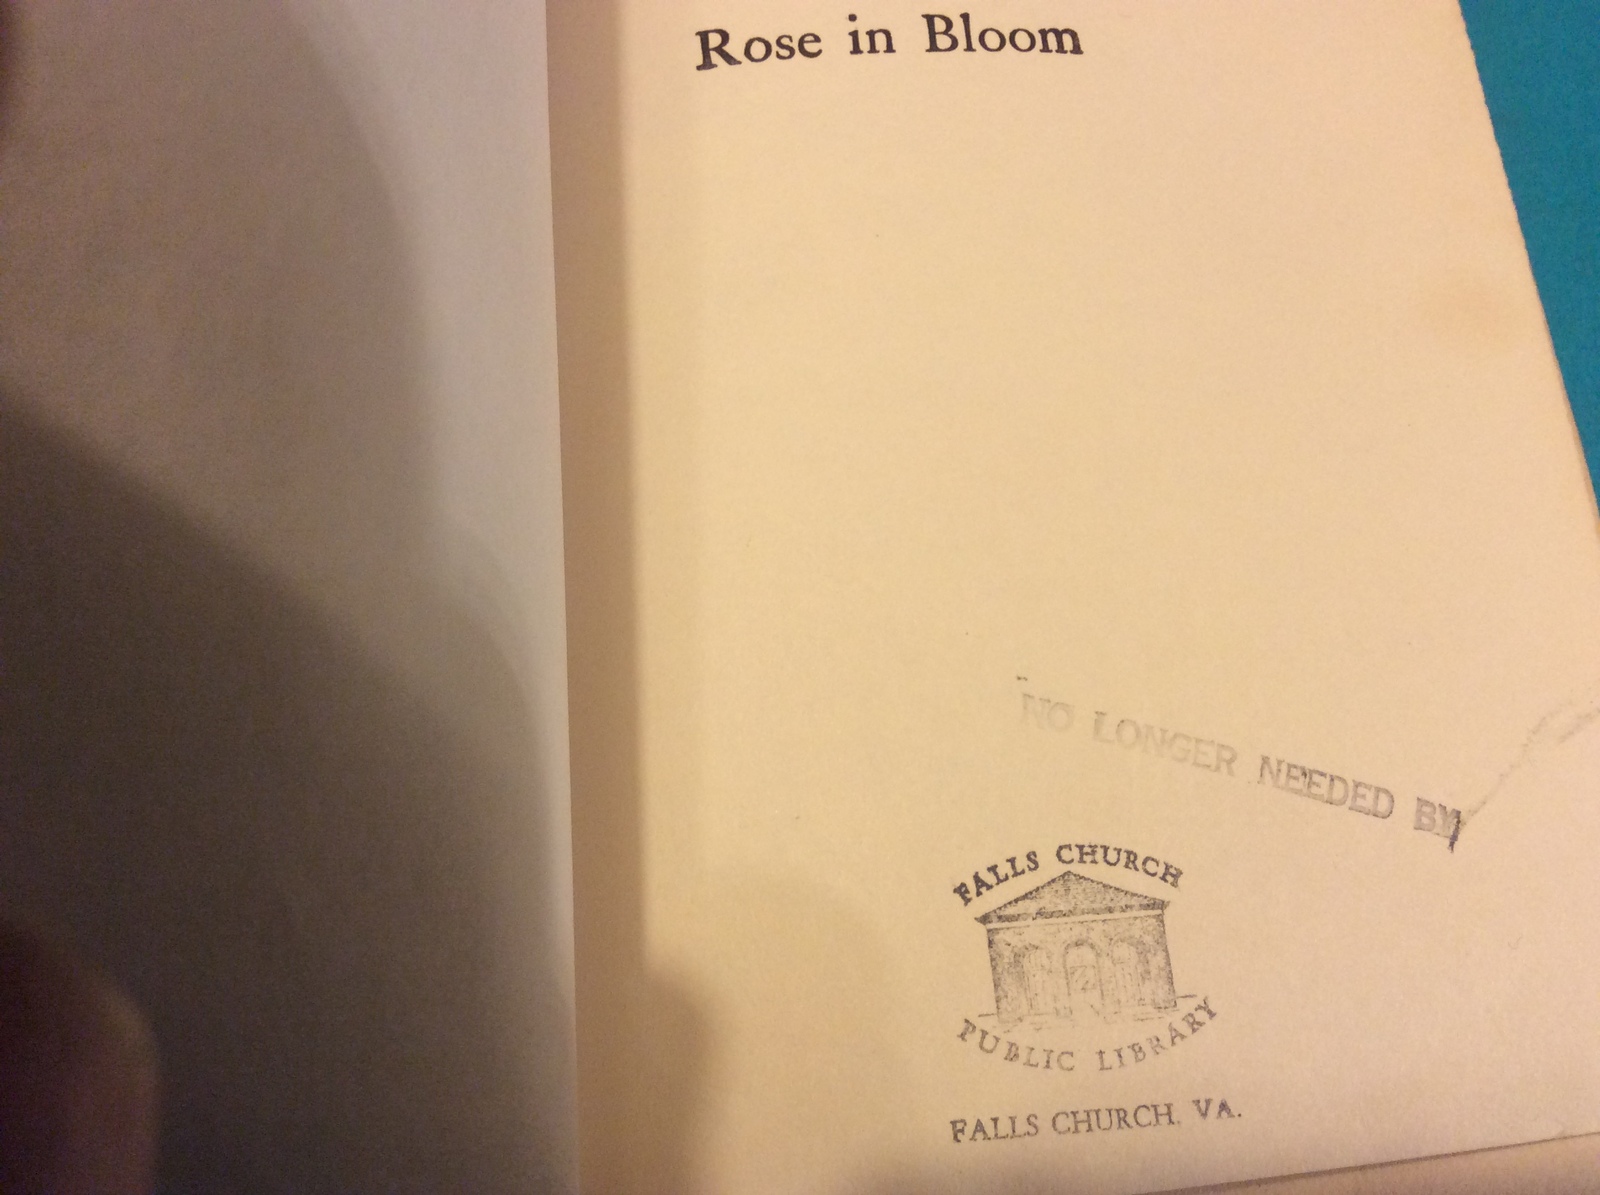 Rose in Bloom
NO LONGER NEEDED BY
FALLS CHURCH
PUBLIC LIBRARY
FALLS CHURCH, VA.